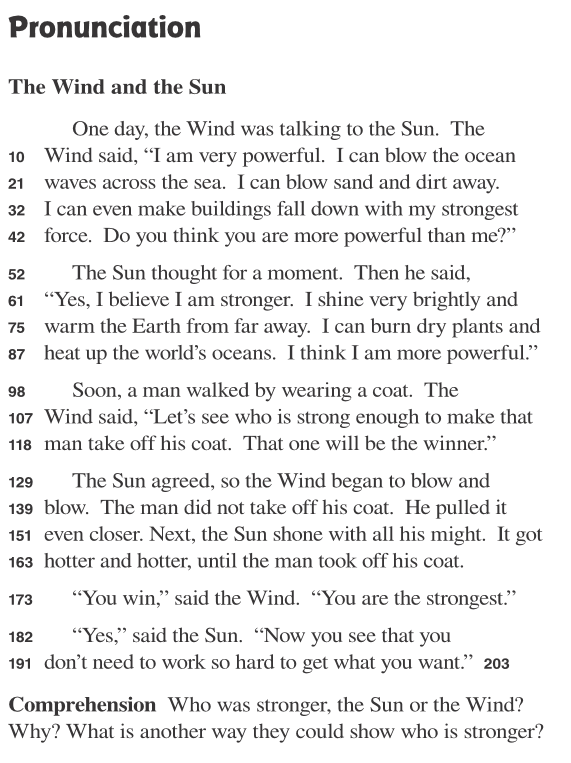 Pronunciation
The Wind and the Sun
One day, the Wind was talking to the Sun. The
10 Wind said, “I am very powerful. I can blow the ocean
21 waves across the sea. I can blow sand and dirt away.
32 I can even make buildings fall down with my strongest
42 force. Do you think you are more powerful than me?”
52 The Sun thought for a moment. Then he said,
61 “Yes, I believe I am stronger. I shine very brightly and
75 warm the Earth from far away. I can burn dry plants and
87 heat up the world’s oceans. I think I am more powerful.”
98 Soon, a man walked by wearing a coat. The
107 Wind said, “Let’s see who is strong enough to make that
118 man take off his coat. That one will be the winner.”
129 The Sun agreed, so the Wind began to blow and
139 blow. The man did not take off his coat. He pulled it
151 even closer. Next, the Sun shone with all his might. It got
163 hotter and hotter, until the man took off his coat.
173 “You win,” said the Wind. “You are the strongest.”
182 “Yes,” said the Sun. “Now you see that you
191 don’t need to work so hard to get what you want.” 203
Comprehension Who was stronger, the Sun or the Wind?
Why? What is another way they could show who is stronger?